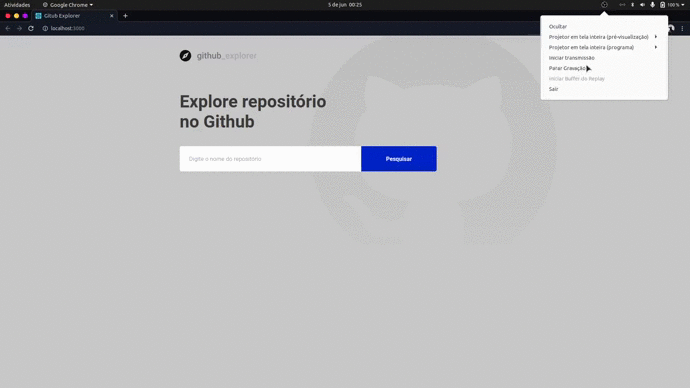 Atividades
Google Chrome
5 de jun 00:25
100 %
Gitub Explorer
localhost:3000
github_explorer
Explore repositório
no Github
Digite o nome do repositório
Pesquisar
Ocultar
Projetor em tela inteira (pré-visualização)
Projetor em tela inteira (programa)
Iniciar transmissão
Parar Gravação
Iniciar Buffer do Replay
Sair